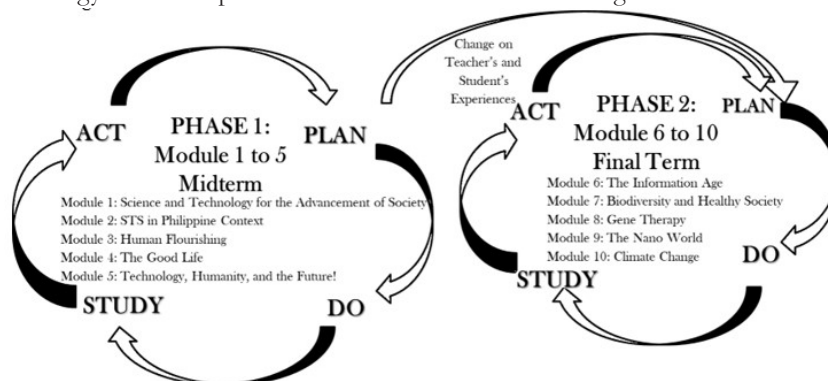 Change on
Teacher's and
Student's
Experiences
ACT
PHASE 1:
Module 1 to 5
Midterm
PLAN
Module 1: Science and Technology for the Advancement of Society
Module 2: STS in Philippine Context
Module 3: Human Flourishing
Module 4: The Good Life
Module 5: Technology, Humanity, and the Future!
STUDY
DO
ACT
PHASE 2:
Module 6 to 10
Final Term
PLAN
Module 6: The Information Age
Module 7: Biodiversity and Healthy Society
Module 8: Gene Therapy
Module 9: The Nano World
Module 10: Climate Change
STUDY
DO